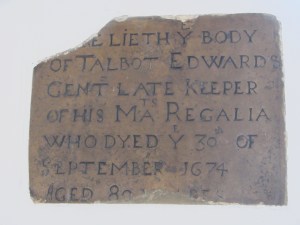 E LIETH Y BODY
OF TALBOT EDWARDS
GENT LATE KEEPER
OF HIS MATS REGALIA
WHO DYED Y 30TH OF
SEPTEMBER 1674
AGED 80